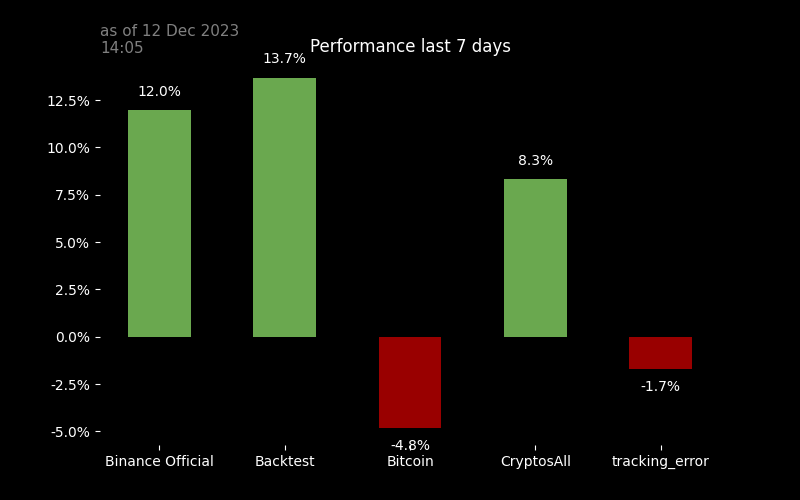 as of 12 Dec 2023
14:05
Performance last 7 days
13.7%
12.0%
8.3%
-1.7%
-4.8%
12.5%
10.0%
7.5%
5.0%
2.5%
0.0%
-2.5%
-5.0%
Binance Official
Backtest
Bitcoin
CryptosAll
tracking_error